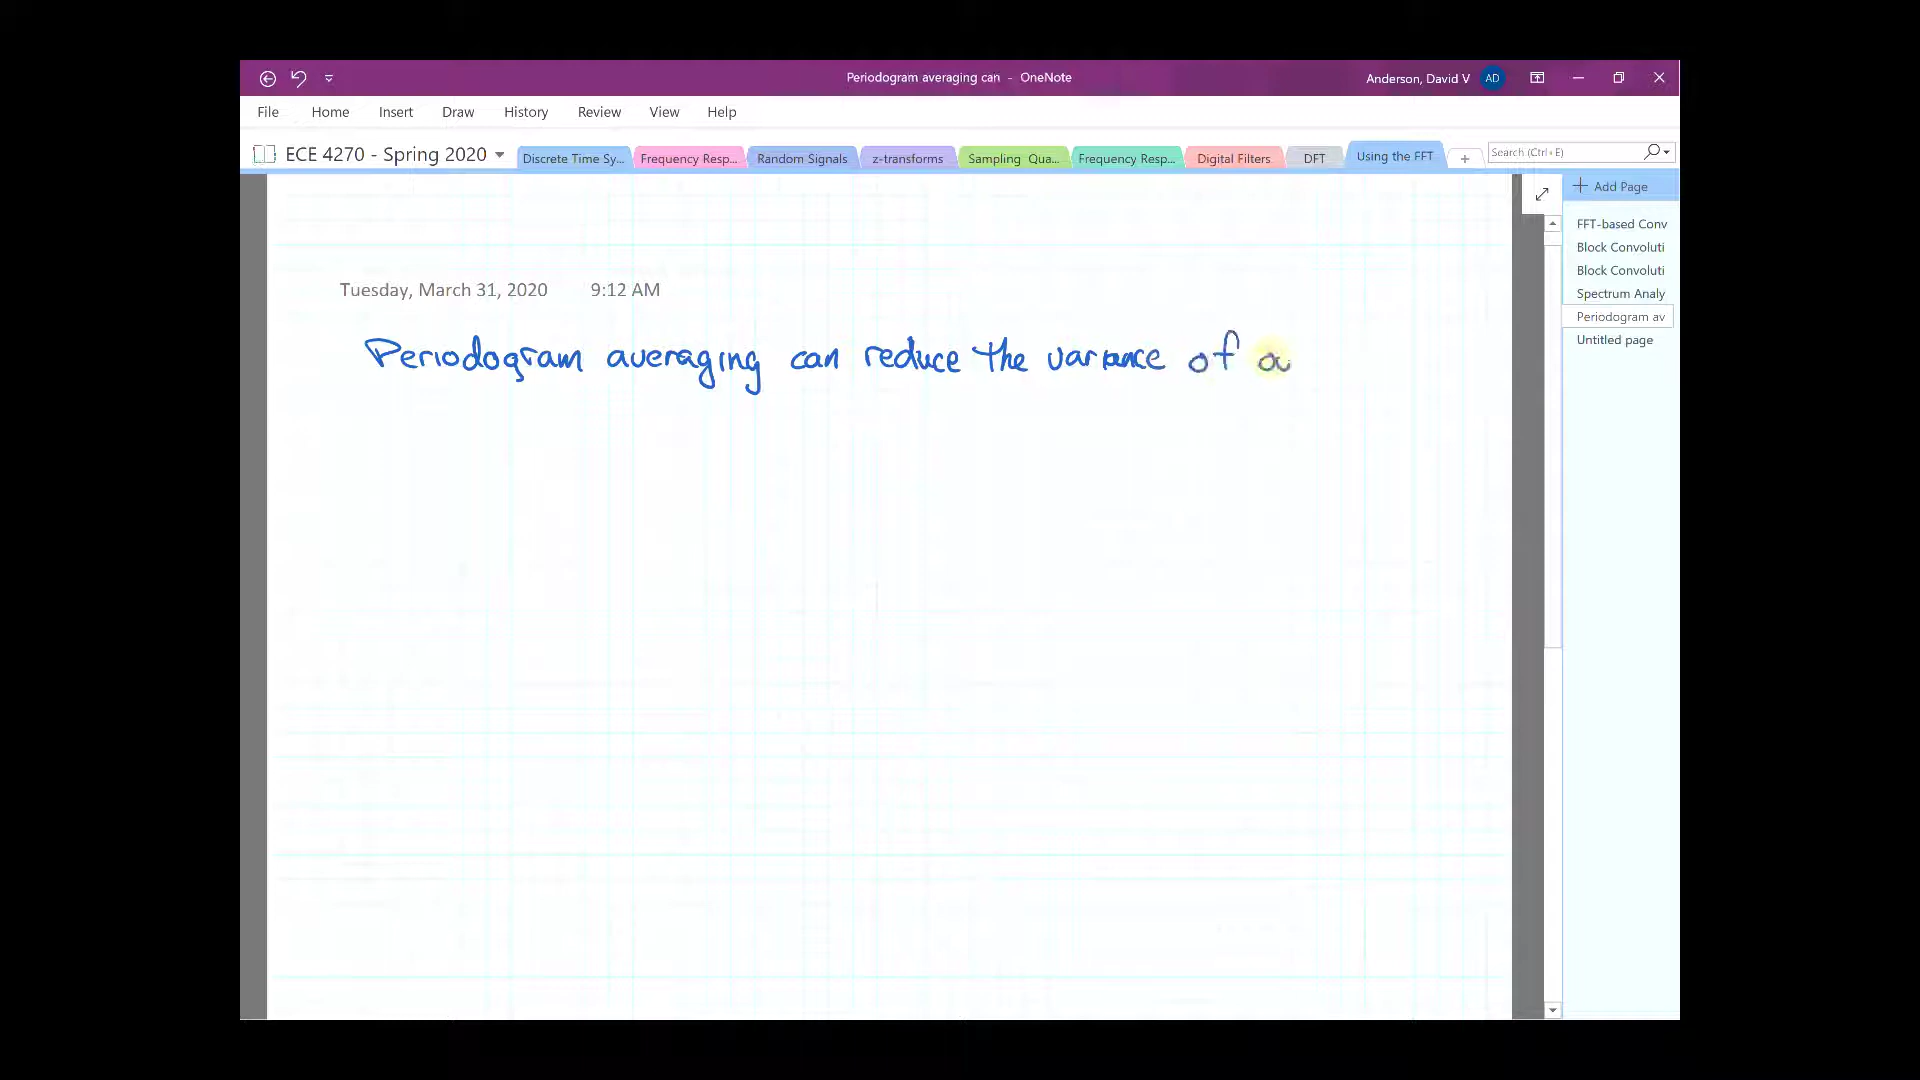 Periodogram averaging can - OneNote
Anderson, David V
AD
File Home Insert Draw History Review View Help
ECE 4270 - Spring 2020
Discrete Time Sy...
Frequency Resp...
Random Signals
z-transforms
Sampling Qua...
Frequency Resp...
Digital Filters
DFT
Using the FFT
Search (Ctrl+E)
Add Page
FFT-based Conv
Block Convoluti
Block Convoluti
Spectrum Analy
Periodogram av
Untitled page
Tuesday, March 31, 2020 9:12 AM
Periodogram averaging can reduce the variance of a